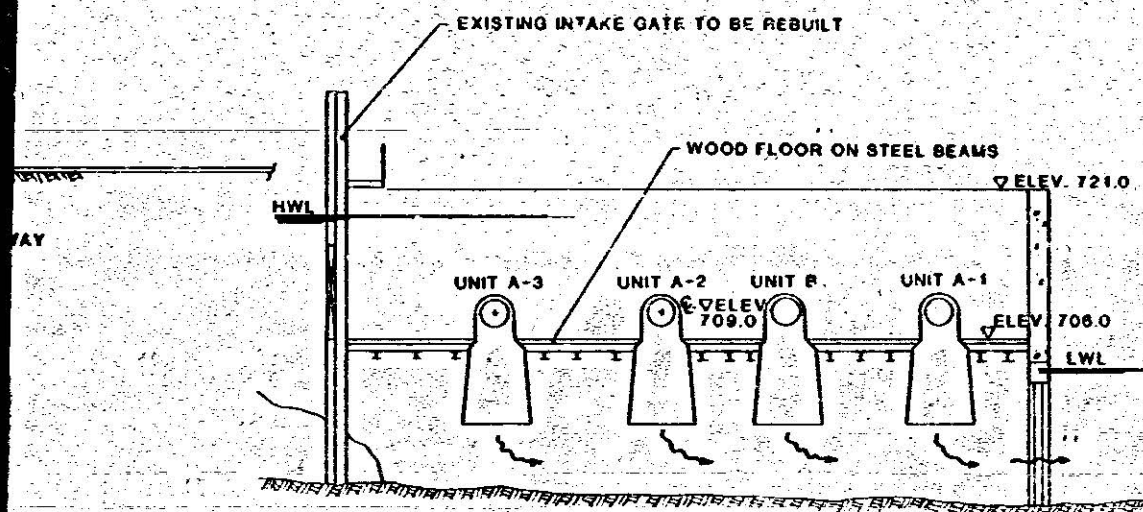 EXISTING INTAKE GATE TO BE REBUILT
WOOD FLOOR ON STEEL BEAMS
ELEV. 721.0
HWL
UNIT A-3
UNIT A-2
UNIT B
UNIT A-1
℄ ELEV
709.0
ELEV. 706.0
LWL